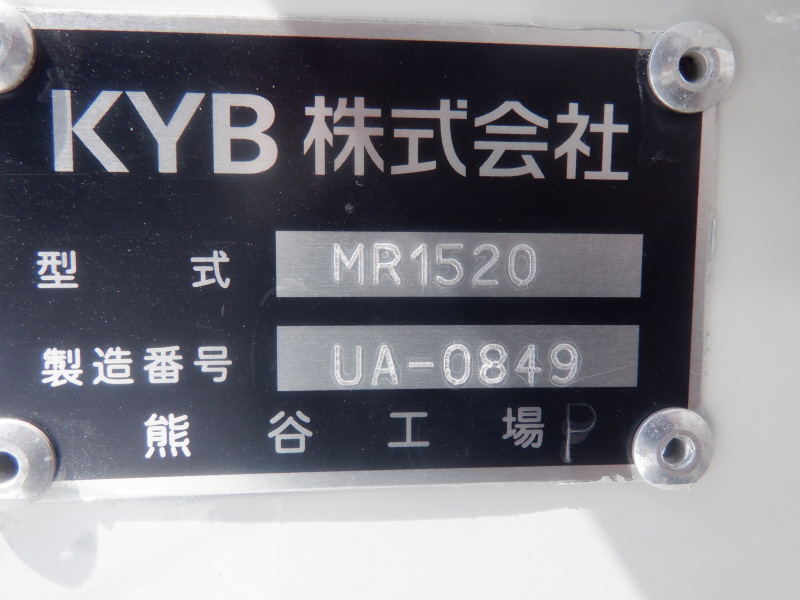 KYB 株式会社
型 式 MR1520
製造番号 UA-0849
熊 谷 工 場 P